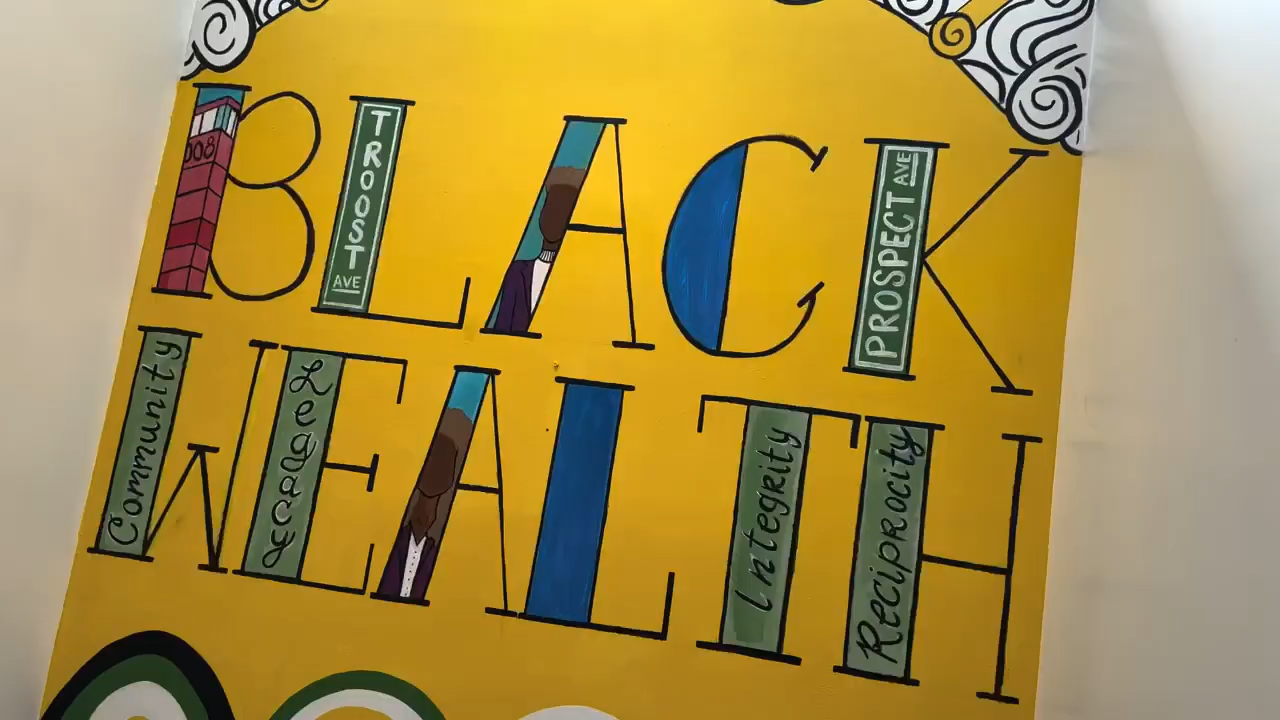 BLACK
008
TROOST
AVE
PROSPECT AVE
WEALTH
Community
Legacy
Integrity
Reciprocity